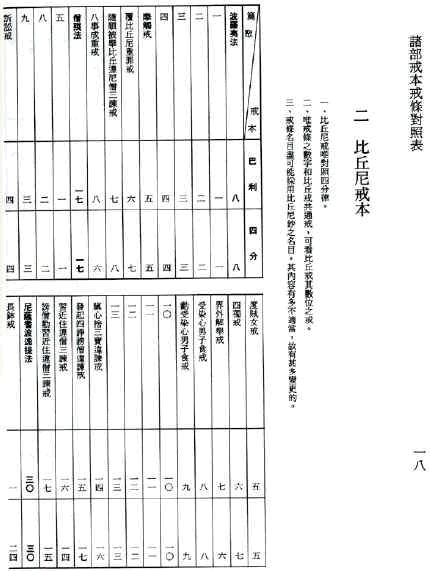 諸部戒本戒條對照表
一八
二 比丘尼戒本
一、比丘尼戒唯對照四分律。
二、唯戒條之數字和比丘戒共通戒，可看比丘戒其數位之戒。
三、戒條名目盡可能採用比丘尼鈔之名目，其內容有多不適當，故有甚多變更的。
篇數 戒本 巴利 四分
波羅夷法 八 八
一 一 一
二 二 二
三 三 三
四 四 四
摩觸戒 五 五
覆比丘尼重罪戒 六 七
隨順被舉比丘違尼僧三諫戒 七 八
八事成重戒 八 六
僧殘法 一七 一七
五 一 一
八 二 二
九 三 三
訴訟戒 四 四
度賊女戒 五 五
四獨戒 六 七
界外解舉戒 七 六
受染心男子食戒 八 八
勸受染心男子食戒 九 九
一〇 一〇 一〇
一一 一一 一一
一二 一二 一二
一三 一三 一三
瞋心捨三寶違諫戒 一四 一六
發起四諍謗僧違諫戒 一五 一七
習近住違僧三諫戒 一六 一四
謗僧勸習近住違僧三諫戒 一七 一五
尼薩耆波逸提法 三〇 三〇
長鉢戒 一 二四